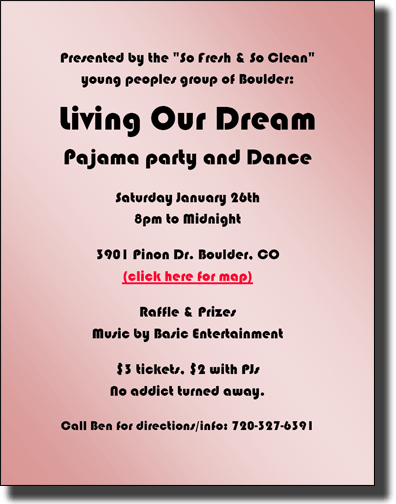 Presented by the "So Fresh & So Clean"
young peoples group of Boulder:
Living Our Dream
Pajama party and Dance
Saturday January 26th
8pm to Midnight
3901 Pinon Dr. Boulder, CO
(click here for map)
Raffle & Prizes
Music by Basic Entertainment
$3 tickets, $2 with PJs
No addict turned away.
Call Ben for directions/info: 720-327-6391